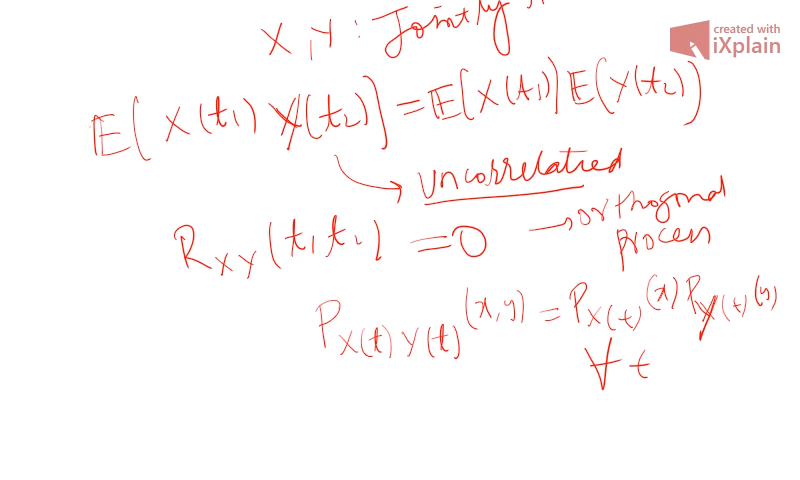 created with
iXplain
X, Y : Jointly
E[X(t1) Y(t2)] = E[X(t1)] E[Y(t2)]
→ Uncorrelated
RXY(t1 t2) = 0 → orthogonal
process
PX(t) Y(t) (x, y) = PX(t) (x) PY(t) (y)
∀ t